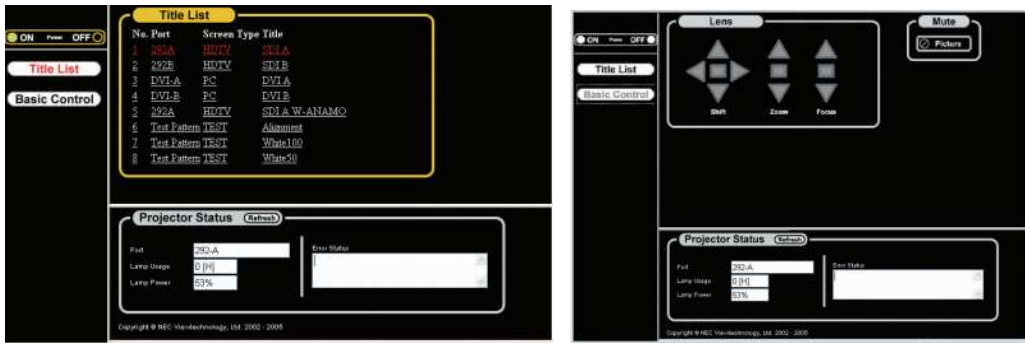 Title List
ON Power OFF
Title List
Basic Control
No. Port Screen Type Title
1 292A HDTV SDI A
2 292B HDTV SDI B
3 DVI-A PC DVI A
4 DVI-B PC DVI B
5 292A HDTV SDI A W-ANAMO
6 Test Pattern TEST Alignment
7 Test Pattern TEST White100
8 Test Pattern TEST White50
Projector Status Refresh
Port 292-A
Lamp Usage 0 [H]
Lamp Power 53%
Error Status
Copyright © NEC Viewtechnology, Ltd. 2002 - 2005
ON Power OFF
Title List
Basic Control
Lens
Shift Zoom Focus
Mute
Picture
Projector Status Refresh
Port 292-A
Lamp Usage 0 [H]
Lamp Power 53%
Error Status
Copyright © NEC Viewtechnology, Ltd. 2002 - 2005